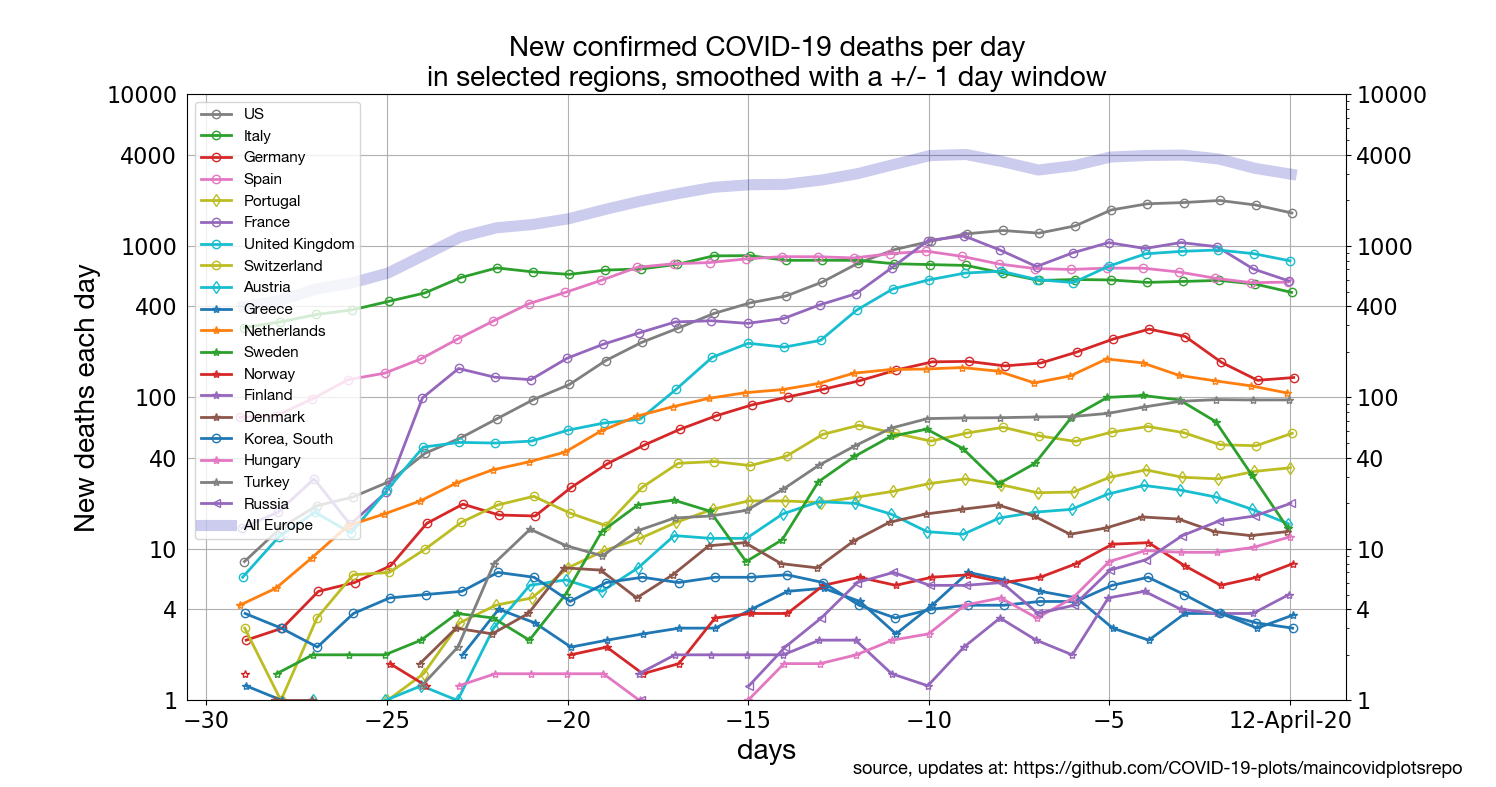 New confirmed COVID-19 deaths per day
in selected regions, smoothed with a +/- 1 day window
New deaths each day
10000
4000
1000
400
100
40
10
4
1
US
Italy
Germany
Spain
Portugal
France
United Kingdom
Switzerland
Austria
Greece
Netherlands
Sweden
Norway
Finland
Denmark
Korea, South
Hungary
Turkey
Russia
All Europe
10000
4000
1000
400
100
40
10
4
1
−30
−25
−20
−15
−10
−5
12-April-20
days
source, updates at: https://github.com/COVID-19-plots/maincovidplotsrepo